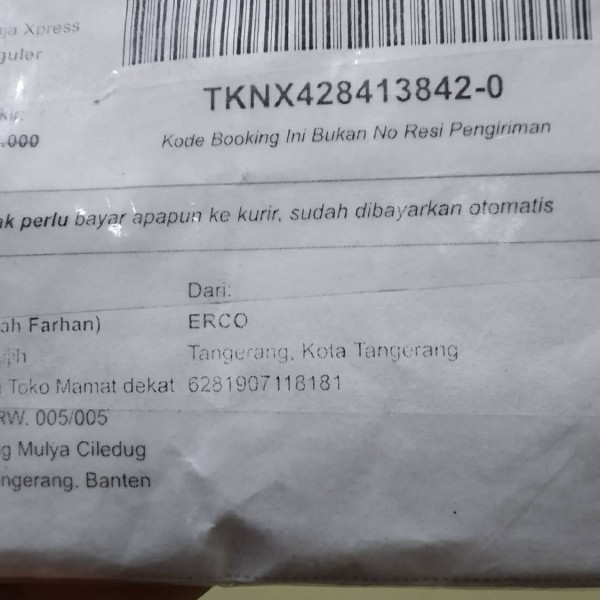 ja Xpress
guler
TKNX428413842-0
.000
Kode Booking Ini Bukan No Resi Pengiriman
ak perlu bayar apapun ke kurir, sudah dibayarkan otomatis
Dari:
ah Farhan) ERCO
Tangerang, Kota Tangerang
Toko Mamat dekat 6281907118181
RW. 005/005
g Mulya Ciledug
ngerang, Banten